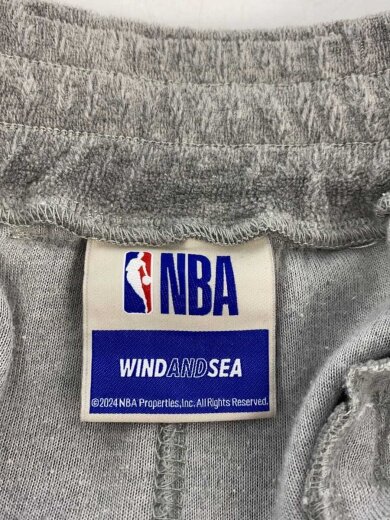 NBA
WINDANDSEA
©2024 NBA Properties, Inc. All Rights Reserved.